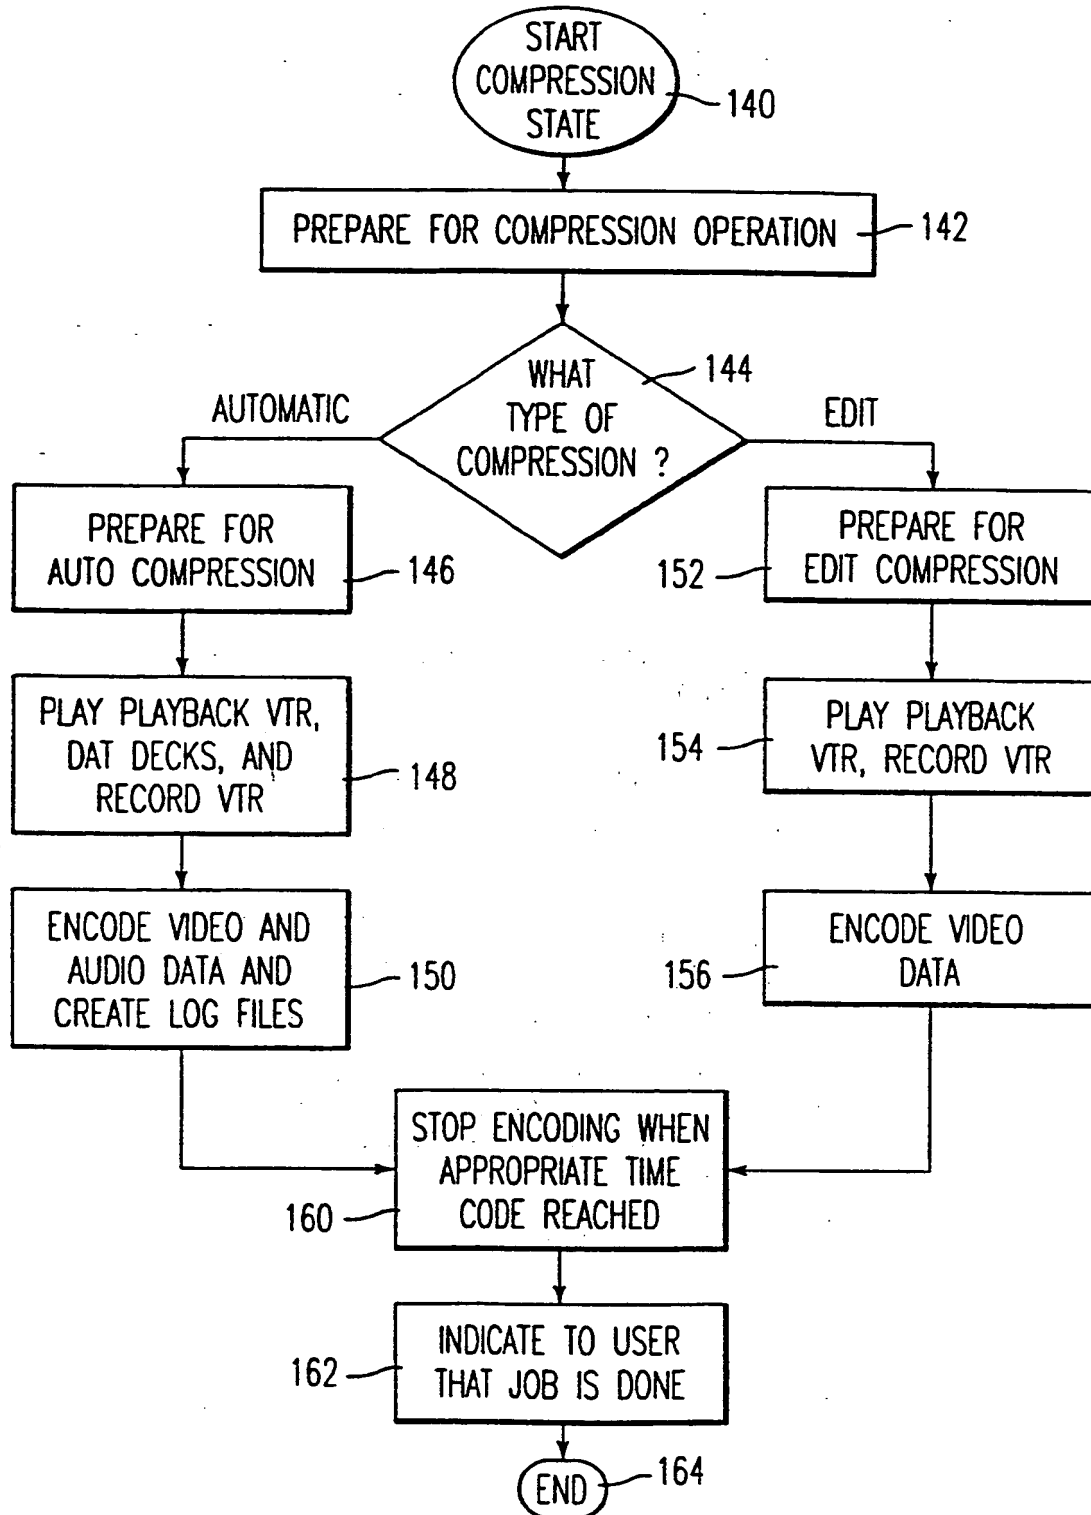 START
COMPRESSION
STATE
140
PREPARE FOR COMPRESSION OPERATION
142
WHAT
TYPE OF
COMPRESSION ?
144
AUTOMATIC
EDIT
PREPARE FOR
AUTO COMPRESSION
146
PREPARE FOR
EDIT COMPRESSION
152
PLAY PLAYBACK VTR,
DAT DECKS, AND
RECORD VTR
148
PLAY PLAYBACK
VTR, RECORD VTR
154
ENCODE VIDEO AND
AUDIO DATA AND
CREATE LOG FILES
150
ENCODE VIDEO
DATA
156
STOP ENCODING WHEN
APPROPRIATE TIME
CODE REACHED
160
INDICATE TO USER
THAT JOB IS DONE
162
END
164